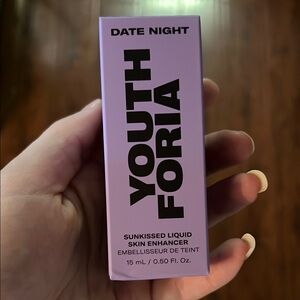 DATE NIGHT
YOUTH
FORIA
SUNKISSED LIQUID
SKIN ENHANCER
EMBELLISSEUR DE TEINT
15 mL / 0.50 Fl. Oz.